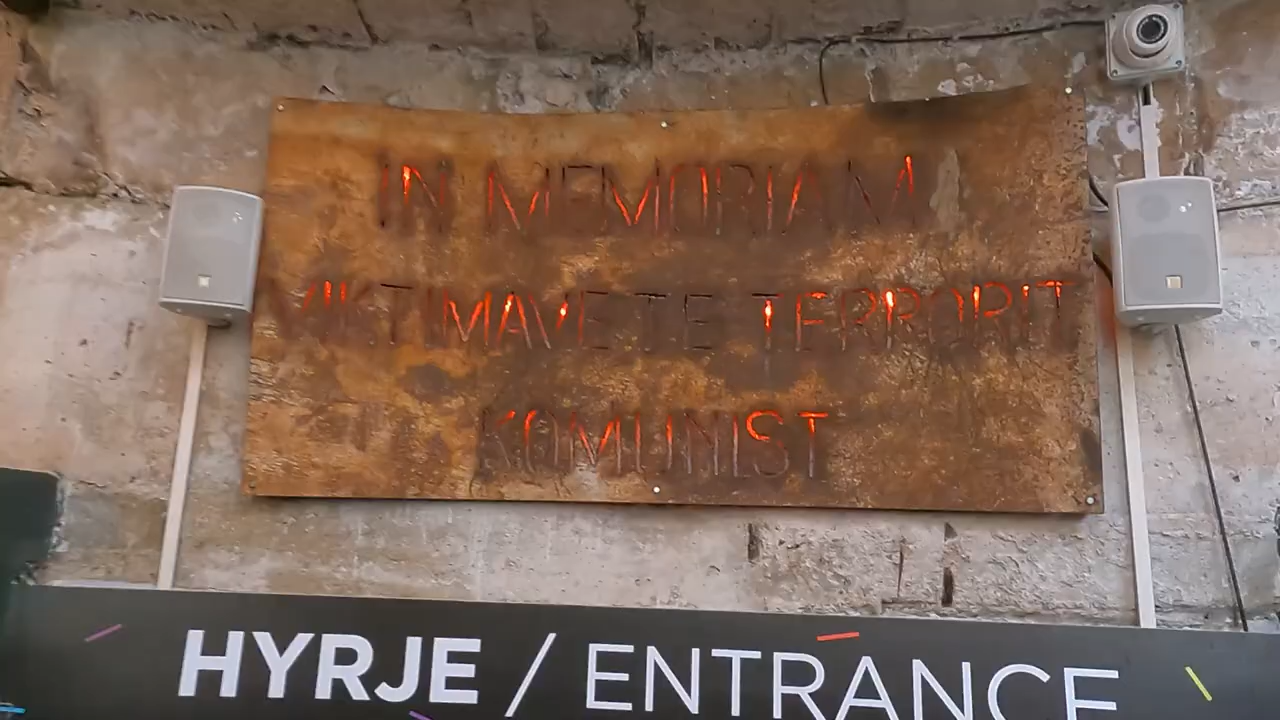 IN MEMORIAM
VIKTIMAVE TE TERRORIT
KOMUNIST
HYRJE / ENTRANCE